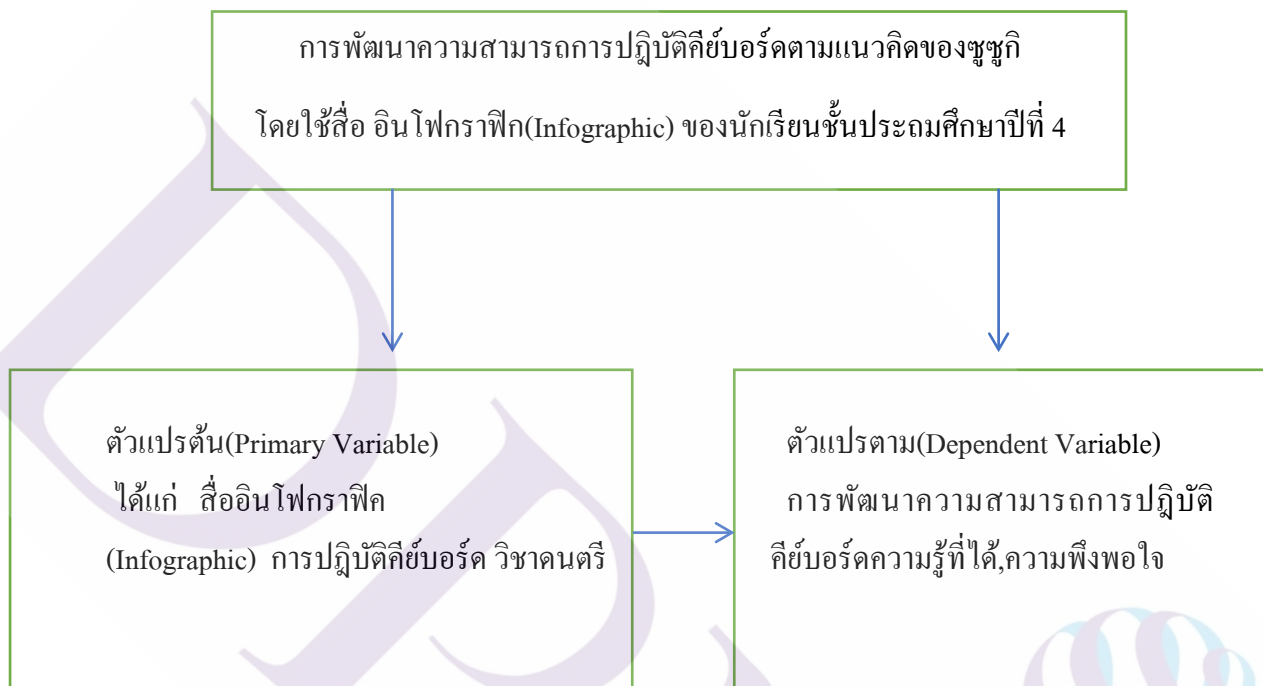 การพัฒนาความสามารถการปฎิบัติคีย์บอร์ดตามแนวคิดของซูซูกิ
โดยใช้สื่อ อินโฟกราฟิก(Infographic) ของนักเรียนชั้นประถมศึกษาปีที่ 4
ตัวแปรต้น(Primary Variable)
ได้แก่ สื่ออินโฟกราฟิค
(Infographic) การปฎิบัติคีย์บอร์ด วิชาดนตรี
ตัวแปรตาม(Dependent Variable)
การพัฒนาความสามารถการปฎิบัติ
คีย์บอร์ดความรู้ที่ได้,ความพึงพอใจ